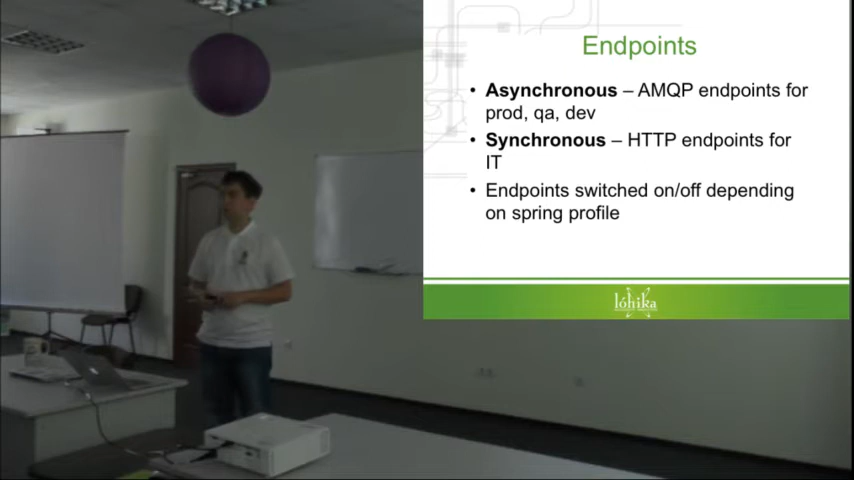 Endpoints
• Asynchronous – AMQP endpoints for
prod, qa, dev
• Synchronous – HTTP endpoints for
IT
• Endpoints switched on/off depending
on spring profile
lóhika